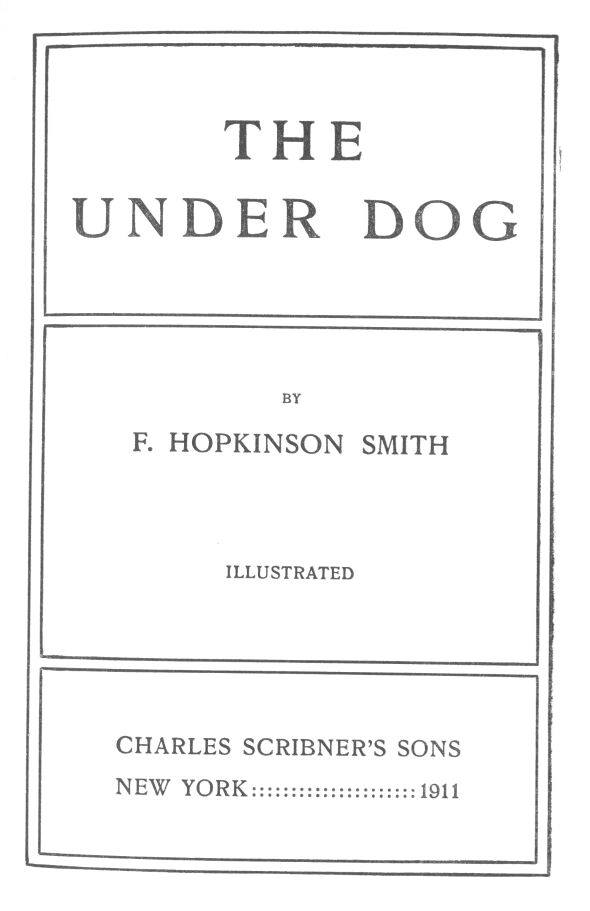 THE
UNDER DOG
BY
F. HOPKINSON SMITH
ILLUSTRATED
CHARLES SCRIBNER'S SONS
NEW YORK:::::::::::::::::::::1911